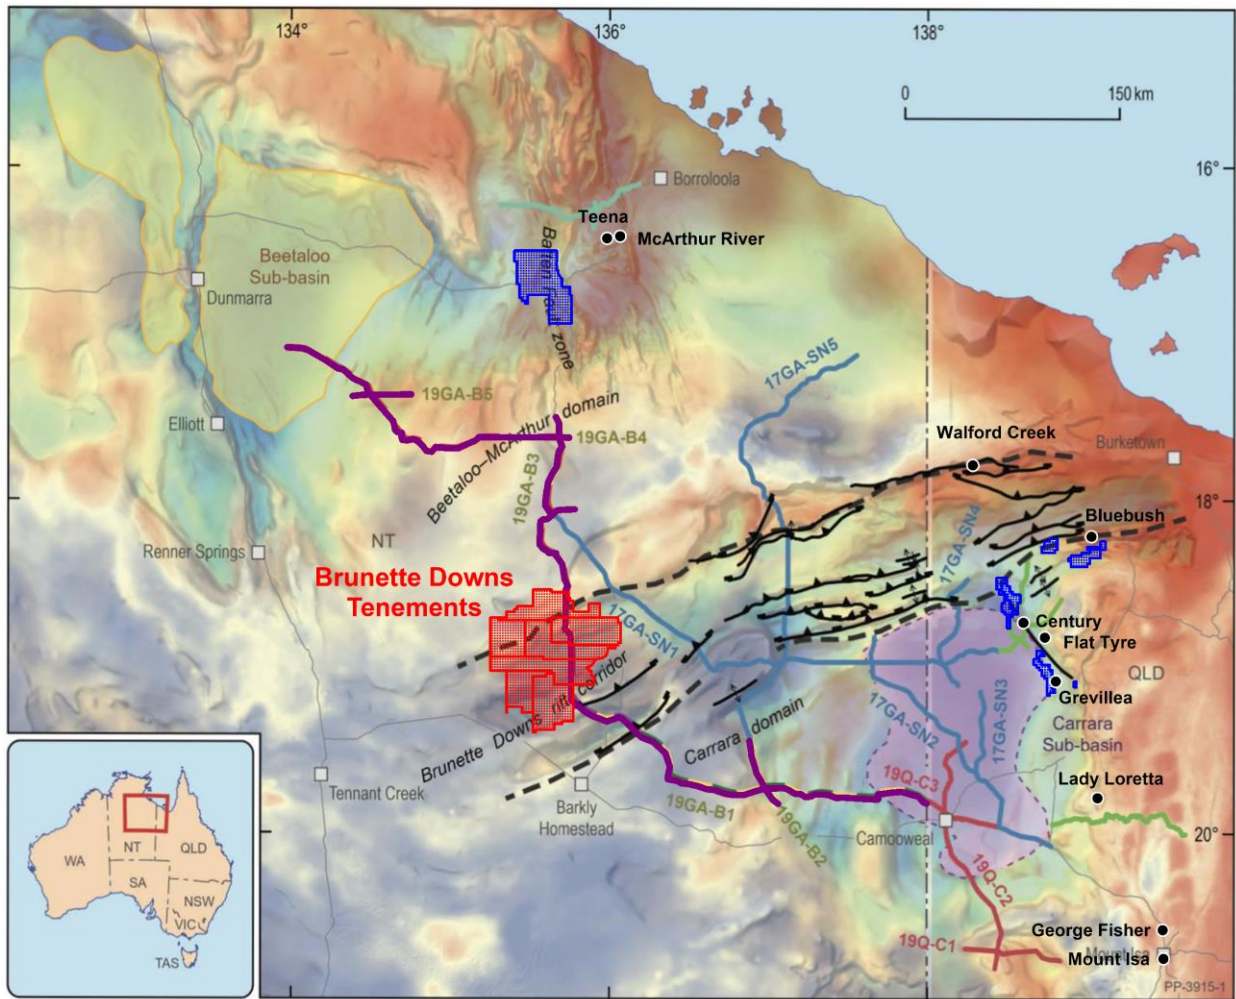 134°
136°
138°
0
150 km
16°
Borroloola
Teena
McArthur River
Batten
zone
Beetaloo
Sub-basin
Dunmarra
17GA-SN5
19GA-B5
Beetaloo–McArthur domain
Elliott
19GA-B4
Walford Creek
Burketown
19GA-B3
18°
17GA-SN4
Bluebush
NT
Renner Springs
Brunette Downs
Tenements
17GA-SN1
Century
Flat Tyre
QLD
Brunette Downs rift corridor
Grevillea
17GA-SN2
17GA-SN3
Carrara
Sub-basin
Carrara domain
Tennant Creek
Barkly
Homestead
19GA-B1
19GA-B2
19Q-C3
Lady Loretta
Camooweal
20°
19Q-C2
19Q-C1
George Fisher
Mount Isa
Mount Isa
PP-3915-1
WA
NT
QLD
SA
NSW
VIC
TAS